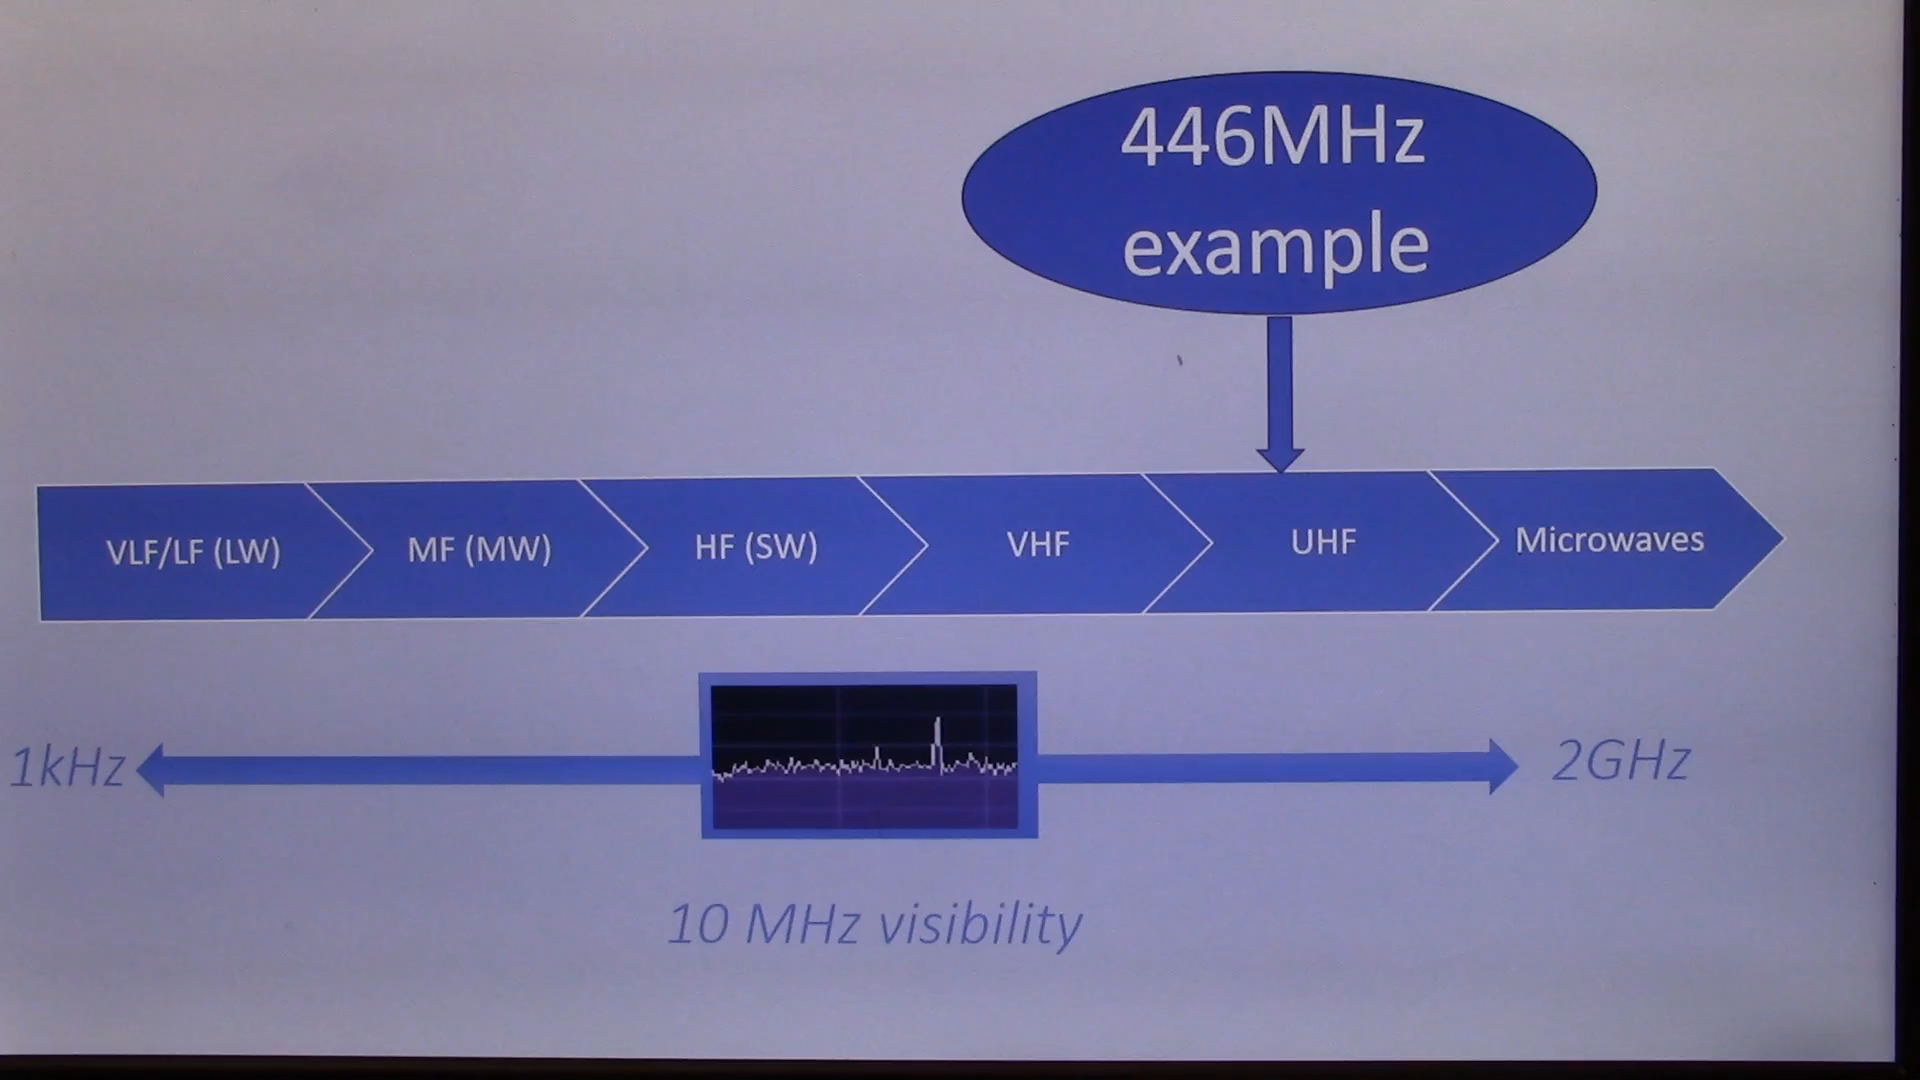 446MHz
example
VLF/LF (LW)
MF (MW)
HF (SW)
VHF
UHF
Microwaves
1kHz
2GHz
10 MHz visibility